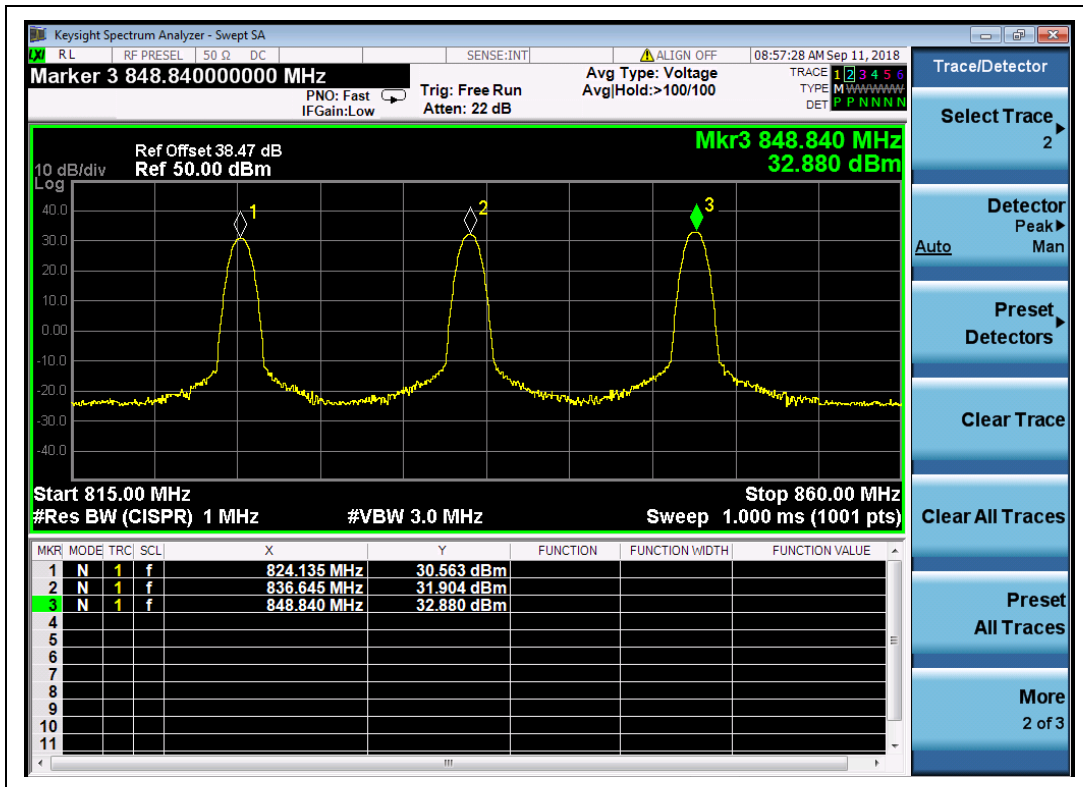 Keysight Spectrum Analyzer - Swept SA
LXI RL RF PRESEL 50 Ω DC SENSE:INT ALIGN OFF 08:57:28 AM Sep 11, 2018
Marker 3 848.840000000 MHz
PNO: Fast
IFGain:Low
Trig: Free Run
Atten: 22 dB
Avg Type: Voltage
Avg|Hold:>100/100
TRACE 1 2 3 4 5 6
TYPE M W W W W W
DET P P N N N N
Mkr3 848.840 MHz
32.880 dBm
Ref Offset 38.47 dB
10 dB/div Ref 50.00 dBm
Log
40.0
30.0
20.0
10.0
0.00
-10.0
-20.0
-30.0
-40.0
1
2
3
Start 815.00 MHz Stop 860.00 MHz
#Res BW (CISPR) 1 MHz #VBW 3.0 MHz Sweep 1.000 ms (1001 pts)
MKR MODE TRC SCL X Y FUNCTION FUNCTION WIDTH FUNCTION VALUE
1 N 1 f 824.135 MHz 30.563 dBm
2 N 1 f 836.645 MHz 31.904 dBm
3 N 1 f 848.840 MHz 32.880 dBm
4
5
6
7
8
9
10
11
Trace/Detector
Select Trace
2
Detector
Peak
Auto Man
Preset
Detectors
Clear Trace
Clear All Traces
Preset
All Traces
More
2 of 3